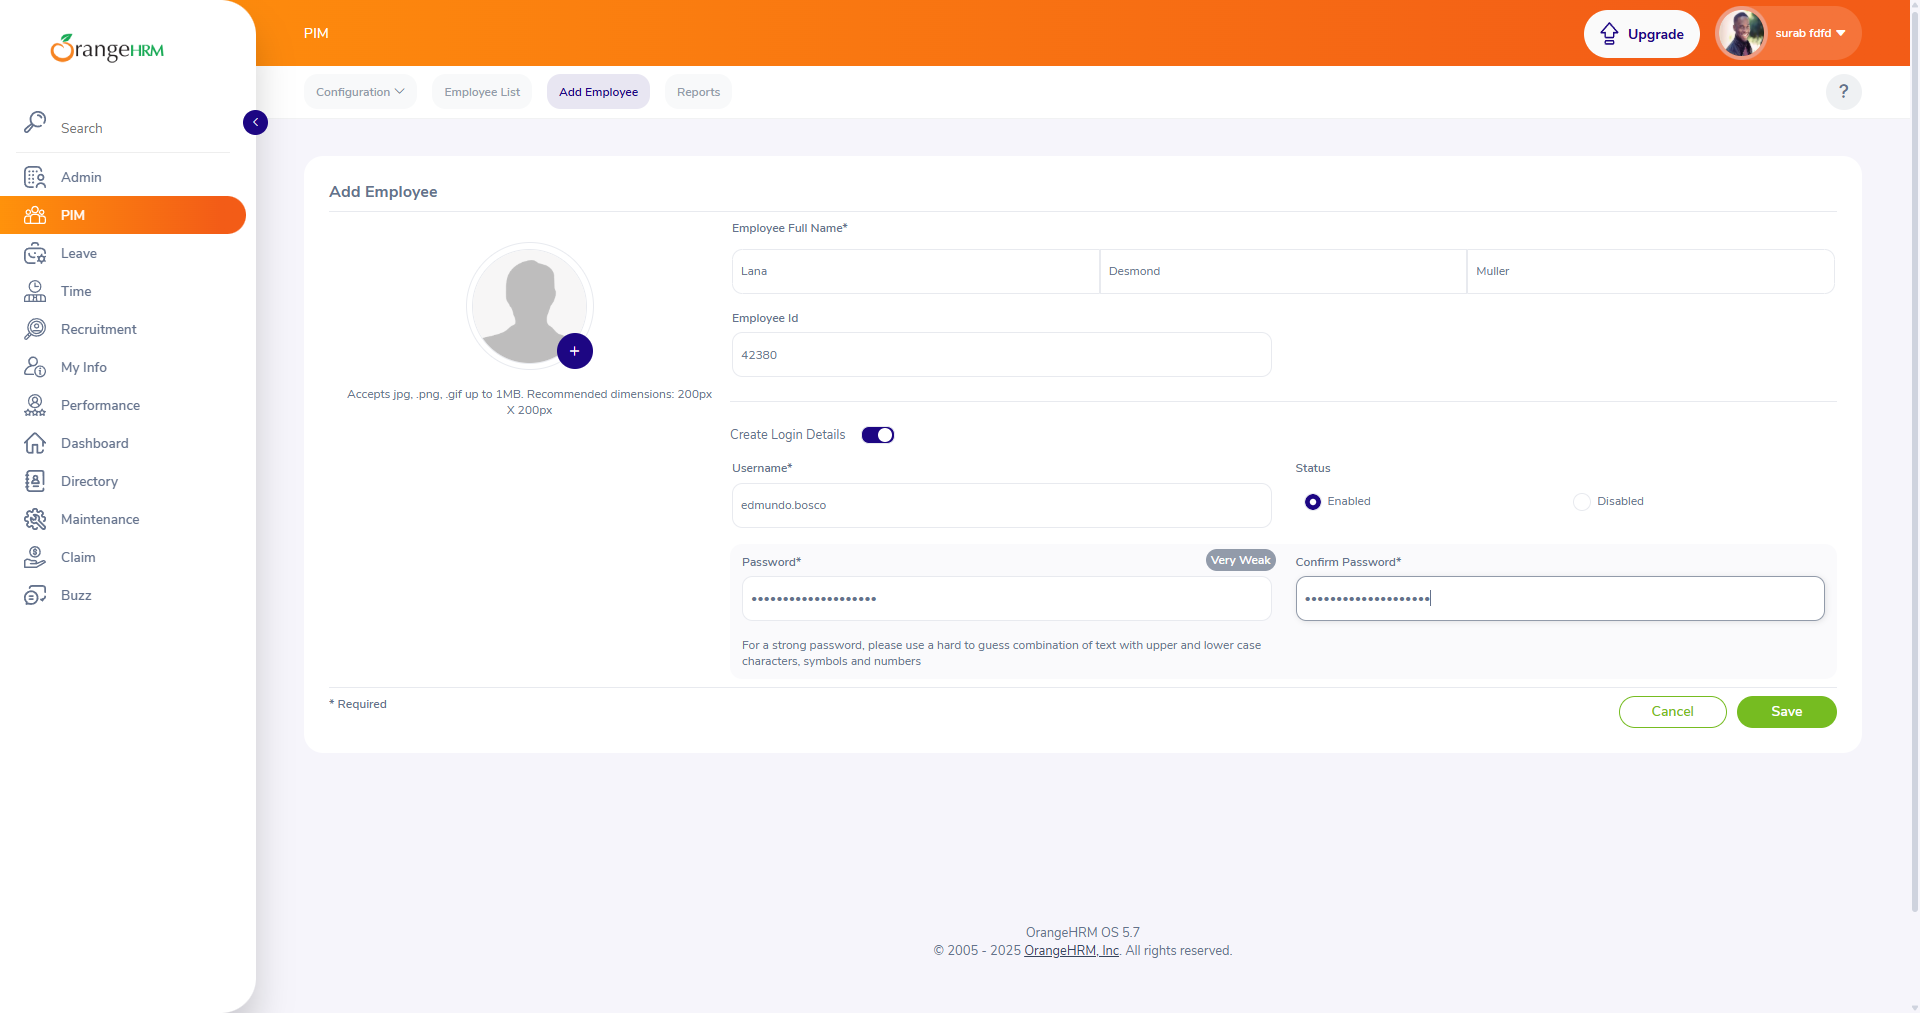 OrangeHRM
Search
Admin
PIM
Leave
Time
Recruitment
My Info
Performance
Dashboard
Directory
Maintenance
Claim
Buzz
PIM
Upgrade
surab fdfd
Configuration
Employee List
Add Employee
Reports
?
Add Employee
Accepts jpg, .png, .gif up to 1MB. Recommended dimensions: 200px
X 200px
Employee Full Name*
Lana
Desmond
Muller
Employee Id
42380
Create Login Details
Username*
edmundo.bosco
Status
Enabled
Disabled
Password*
Very Weak
••••••••••••••••••••
For a strong password, please use a hard to guess combination of text with upper and lower case
characters, symbols and numbers
Confirm Password*
••••••••••••••••••••
* Required
Cancel
Save
OrangeHRM OS 5.7
© 2005 - 2025 OrangeHRM, Inc. All rights reserved.